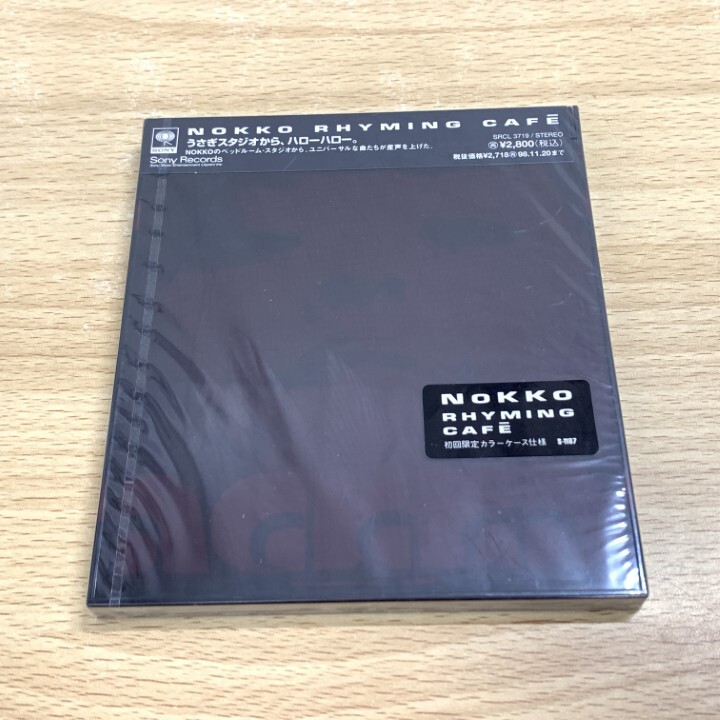 NOKKO RHYMING CAFĒ
SONY
うさぎスタジオから、ハローハロー。
NOKKOのベッドルーム・スタジオから、ユニバーサルな曲たちが産声を上げた。
Sony Records
SRCL 3719 / STEREO
¥2,800(税込)
税抜価格¥2,718 98.11.20まで
NOKKO
RHYMING
CAFĒ
初回限定カラーケース仕様 S-1187